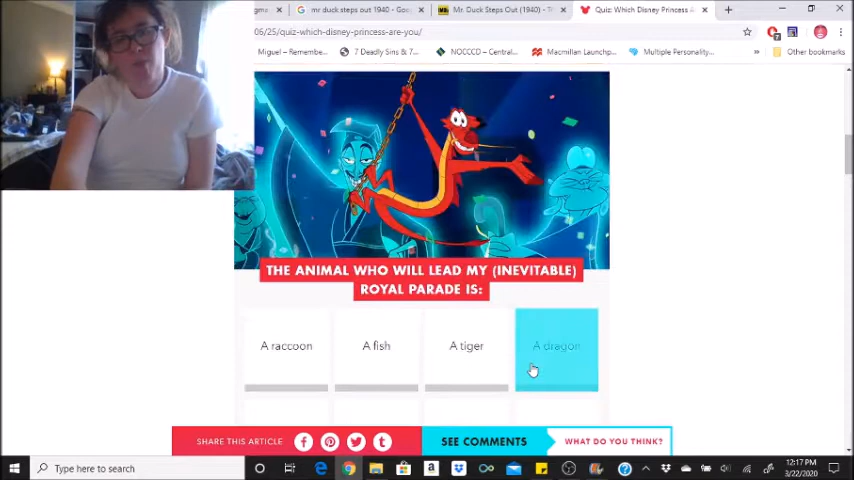 mr duck steps out 1940 - Goo
Mr. Duck Steps Out (1940) - T
Quiz: Which Disney Princess
06/25/quiz-which-disney-princess-are-you/
Miguel – Remembe...
7 Deadly Sins & 7...
NOCCCD – Central...
Macmillan Launchp...
Multiple Personality...
»
Other bookmarks
THE ANIMAL WHO WILL LEAD MY (INEVITABLE)
ROYAL PARADE IS:
A raccoon
A fish
A tiger
A dragon
SHARE THIS ARTICLE
SEE COMMENTS
WHAT DO YOU THINK?
Type here to search
12:17 PM
3/22/2020